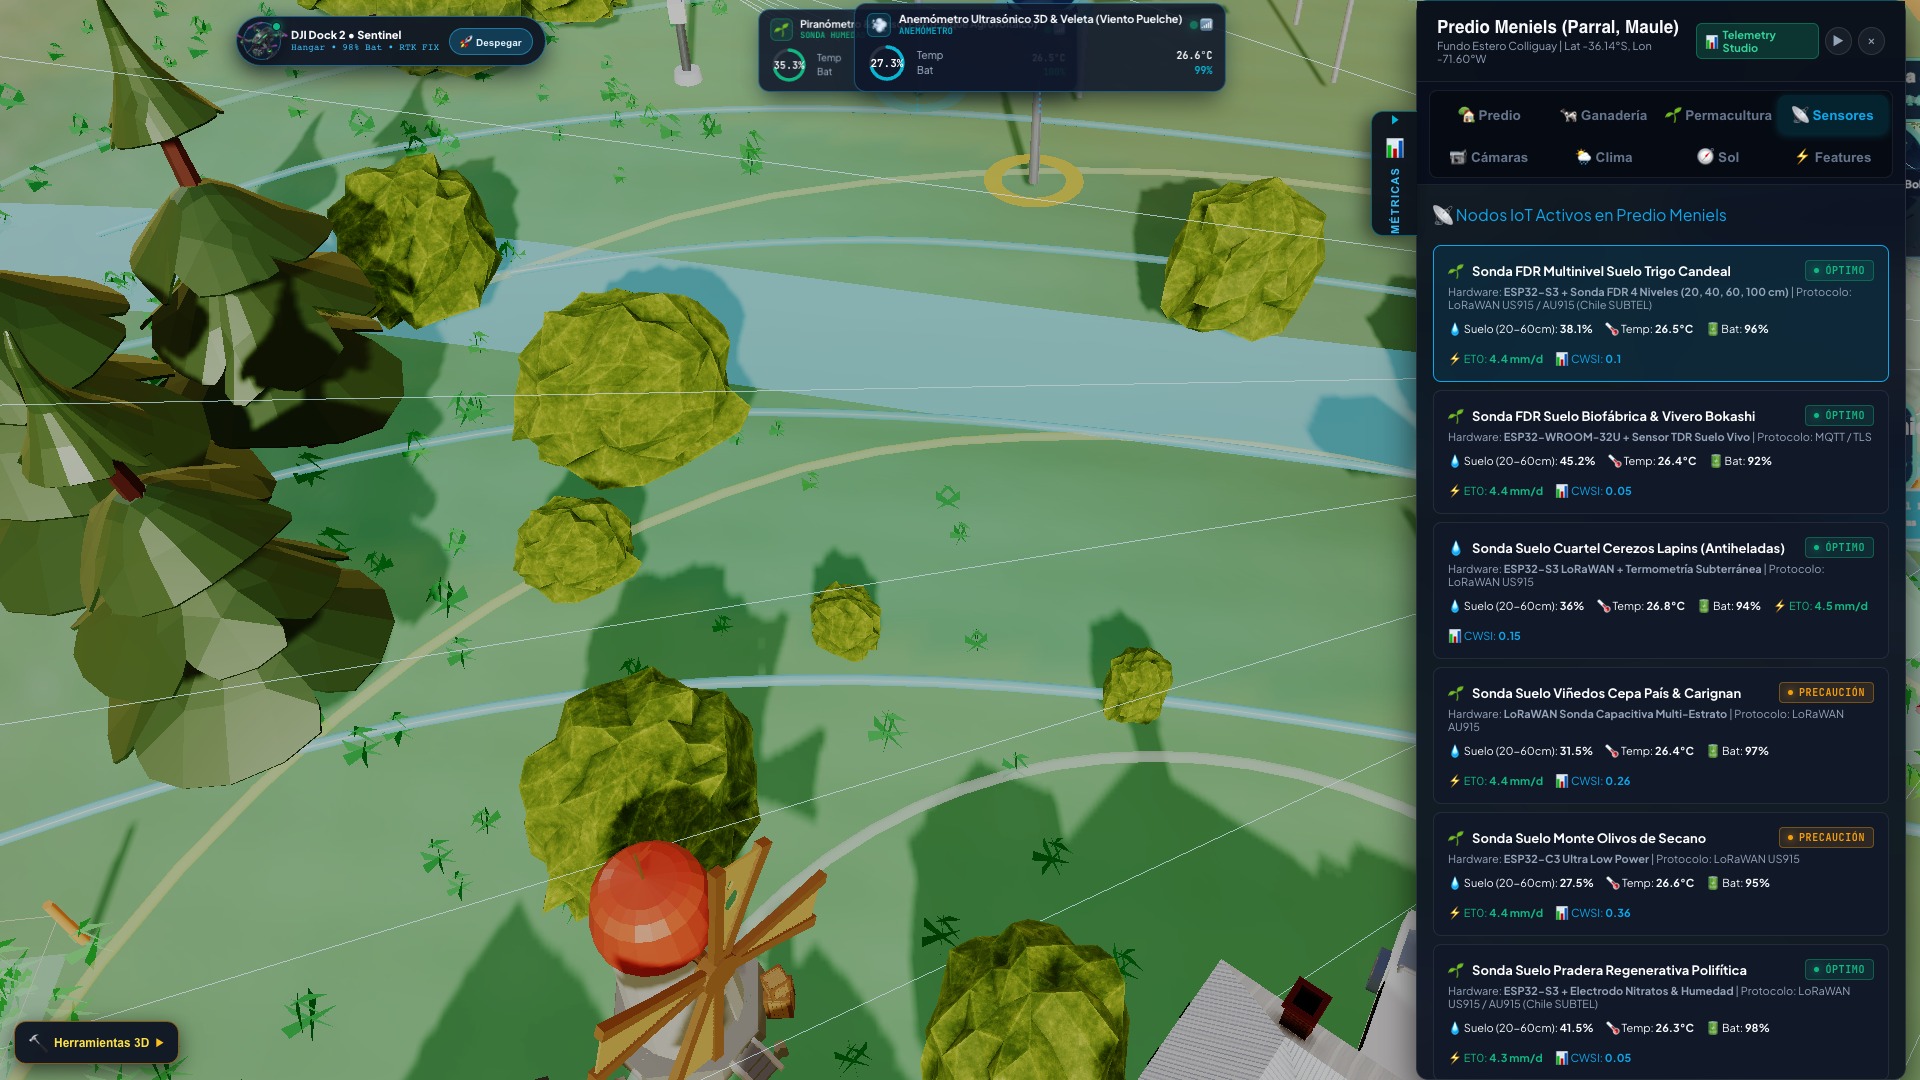 DJI Dock 2 • Sentinel
Hangar • 98% Bat • RTK FIX
Despegar
Piranómetro
SONDA HUMED
35.3%
Temp
Bat
Anemómetro Ultrasónico 3D & Veleta (Viento Puelche)
ANEMÓMETRO
27.3%
Temp
26.6°C
Bat
99%
MÉTRICAS
Predio Meniels (Parral, Maule)
Fundo Estero Colliguay | Lat -36.14°S, Lon
-71.60°W
Telemetry
Studio
Predio
Ganadería
Permacultura
Sensores
Cámaras
Clima
Sol
Features
Nodos IoT Activos en Predio Meniels
Sonda FDR Multinivel Suelo Trigo Candeal
ÓPTIMO
Hardware: ESP32-S3 + Sonda FDR 4 Niveles (20, 40, 60, 100 cm) | Protocolo:
LoRaWAN US915 / AU915 (Chile SUBTEL)
Suelo (20-60cm): 38.1% Temp: 26.5°C Bat: 96%
ET0: 4.4 mm/d CWSI: 0.1
Sonda FDR Suelo Biofábrica & Vivero Bokashi
ÓPTIMO
Hardware: ESP32-WROOM-32U + Sensor TDR Suelo Vivo | Protocolo: MQTT / TLS
Suelo (20-60cm): 45.2% Temp: 26.4°C Bat: 92%
ET0: 4.4 mm/d CWSI: 0.05
Sonda Suelo Cuartel Cerezos Lapins (Antiheladas)
ÓPTIMO
Hardware: ESP32-S3 LoRaWAN + Termometría Subterránea | Protocolo:
LoRaWAN US915
Suelo (20-60cm): 36% Temp: 26.8°C Bat: 94% ET0: 4.5 mm/d
CWSI: 0.15
Sonda Suelo Viñedos Cepa País & Carignan
PRECAUCIÓN
Hardware: LoRaWAN Sonda Capacitiva Multi-Estrato | Protocolo: LoRaWAN
AU915
Suelo (20-60cm): 31.5% Temp: 26.4°C Bat: 97%
ET0: 4.4 mm/d CWSI: 0.26
Sonda Suelo Monte Olivos de Secano
PRECAUCIÓN
Hardware: ESP32-C3 Ultra Low Power | Protocolo: LoRaWAN US915
Suelo (20-60cm): 27.5% Temp: 26.6°C Bat: 95%
ET0: 4.4 mm/d CWSI: 0.36
Sonda Suelo Pradera Regenerativa Polifítica
ÓPTIMO
Hardware: ESP32-S3 + Electrodo Nitratos & Humedad | Protocolo: LoRaWAN
US915 / AU915 (Chile SUBTEL)
Suelo (20-60cm): 41.5% Temp: 26.3°C Bat: 98%
ET0: 4.3 mm/d CWSI: 0.05
Herramientas 3D